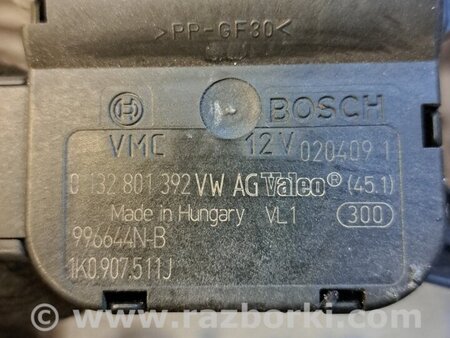 >PP-GF30<
BOSCH
VMC 12V 020409 1
0 132 801 392 VW AG Valeo® (45.1)
Made in Hungary VL1 300
996644N-B
1K0.907.511J
© www.razborki.com